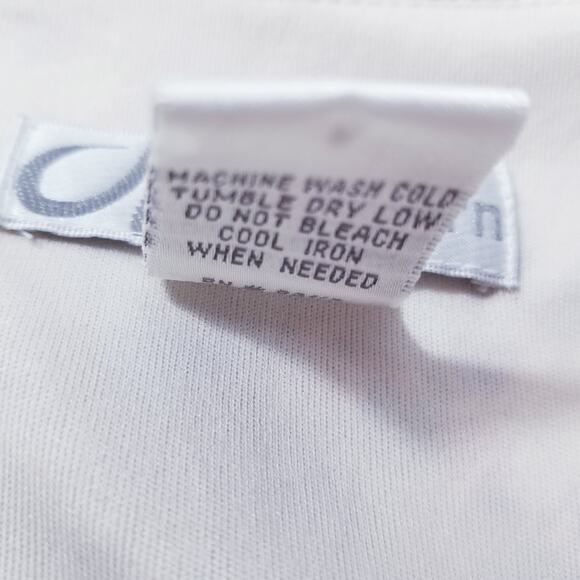 MACHINE WASH COLD
TUMBLE DRY LOW
DO NOT BLEACH
COOL IRON
WHEN NEEDED
n